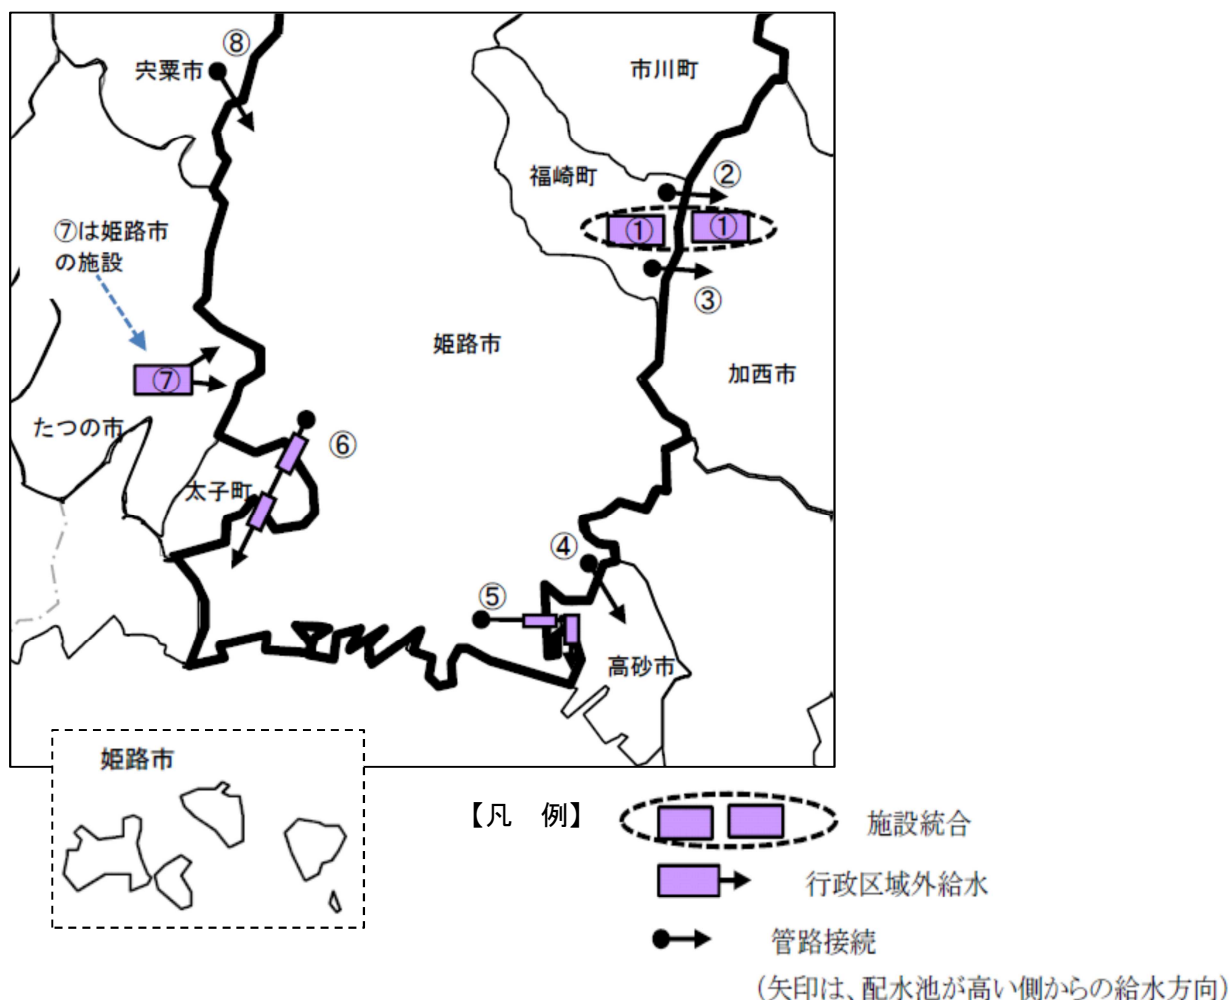 ⑧
宍粟市
市川町
福崎町
②
①
①
③
⑦は姫路市
の施設
姫路市
加西市
⑦
たつの市
⑥
太子町
④
⑤
高砂市
姫路市
【凡　例】
施設統合
行政区域外給水
管路接続
(矢印は、配水池が高い側からの給水方向)